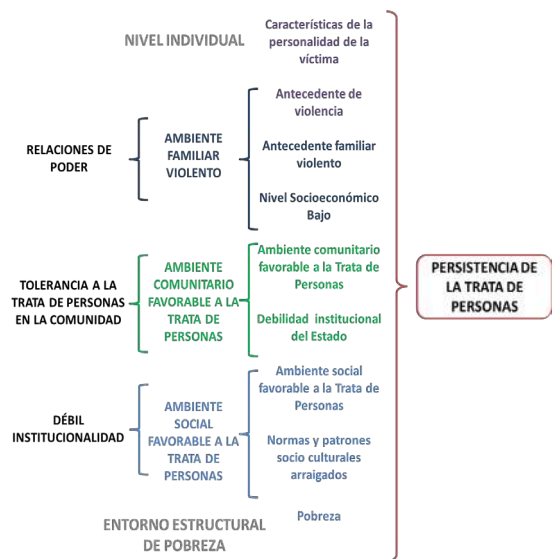 NIVEL INDIVIDUAL
Características de la
personalidad de la
víctima
Antecedente de
violencia
RELACIONES DE
PODER
AMBIENTE
FAMILIAR
VIOLENTO
Antecedente familiar
violento
Nivel Socioeconómico
Bajo
TOLERANCIA A LA
TRATA DE PERSONAS
EN LA COMUNIDAD
AMBIENTE
COMUNITARIO
FAVORABLE A LA
TRATA DE
PERSONAS
Ambiente comunitario
favorable a la Trata de
Personas
Debilidad institucional
del Estado
DÉBIL
INSTITUCIONALIDAD
AMBIENTE
SOCIAL
FAVORABLE A LA
TRATA DE
PERSONAS
Ambiente social
favorable a la Trata de
Personas
Normas y patrones
socio culturales
arraigados
ENTORNO ESTRUCTURAL
DE POBREZA
Pobreza
PERSISTENCIA DE
LA TRATA DE
PERSONAS